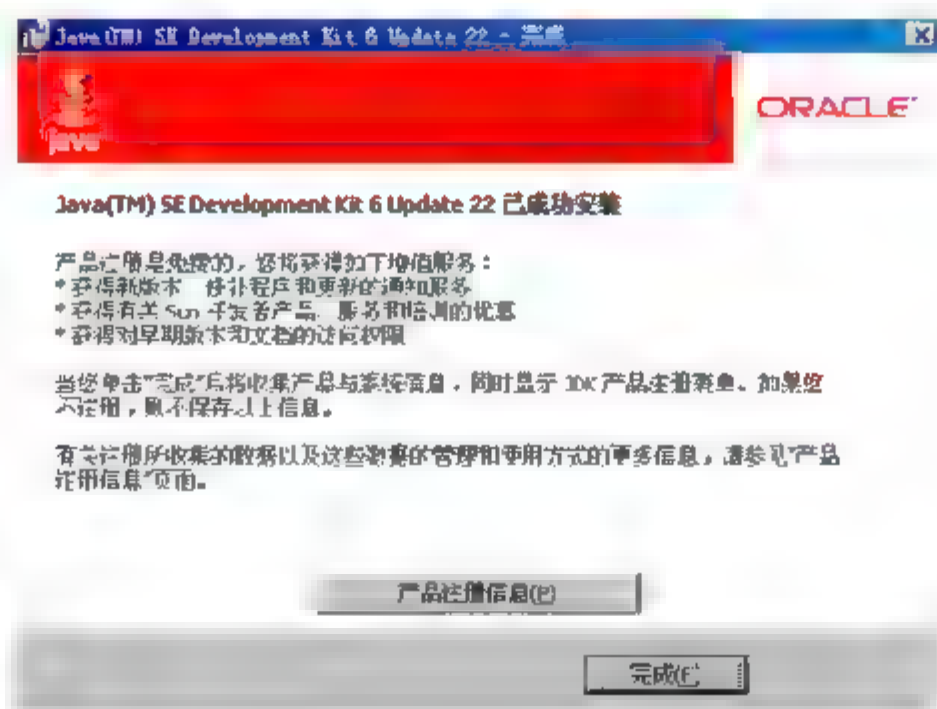 Java(TM) SE Development Kit 6 Update 22 - 完成
Java
ORACLE
Java(TM) SE Development Kit 6 Update 22 已成功安装
产品注册是免费的，您将获得如下增值服务：
* 获得新版本、修补程序和更新的通知服务
* 获得有关 Sun 开发者产品、服务和培训的优惠
* 获得对早期版本和文档的访问权限
当您单击“完成”后将收集产品与系统信息，同时显示 JDK 产品注册表单。如果您
不注册，则不保存以上信息。
有关注册所收集的数据以及这些数据的管理和使用方式的更多信息，请参见“产品
注册信息”页面。
产品注册信息(P)
完成(F)